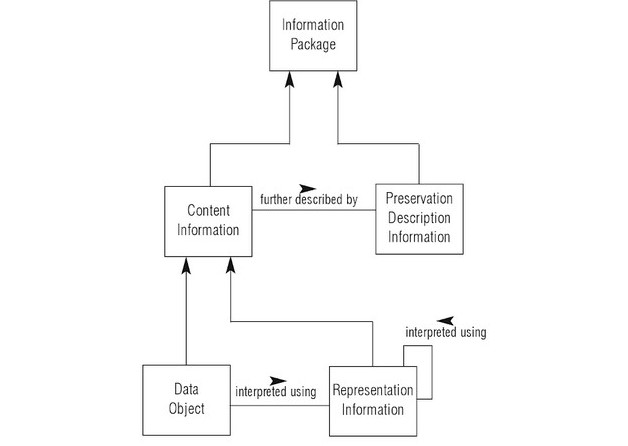 Information
Package
further described by
Content
Information
Preservation
Description
Information
interpreted using
Data
Object
interpreted using
Representation
Information